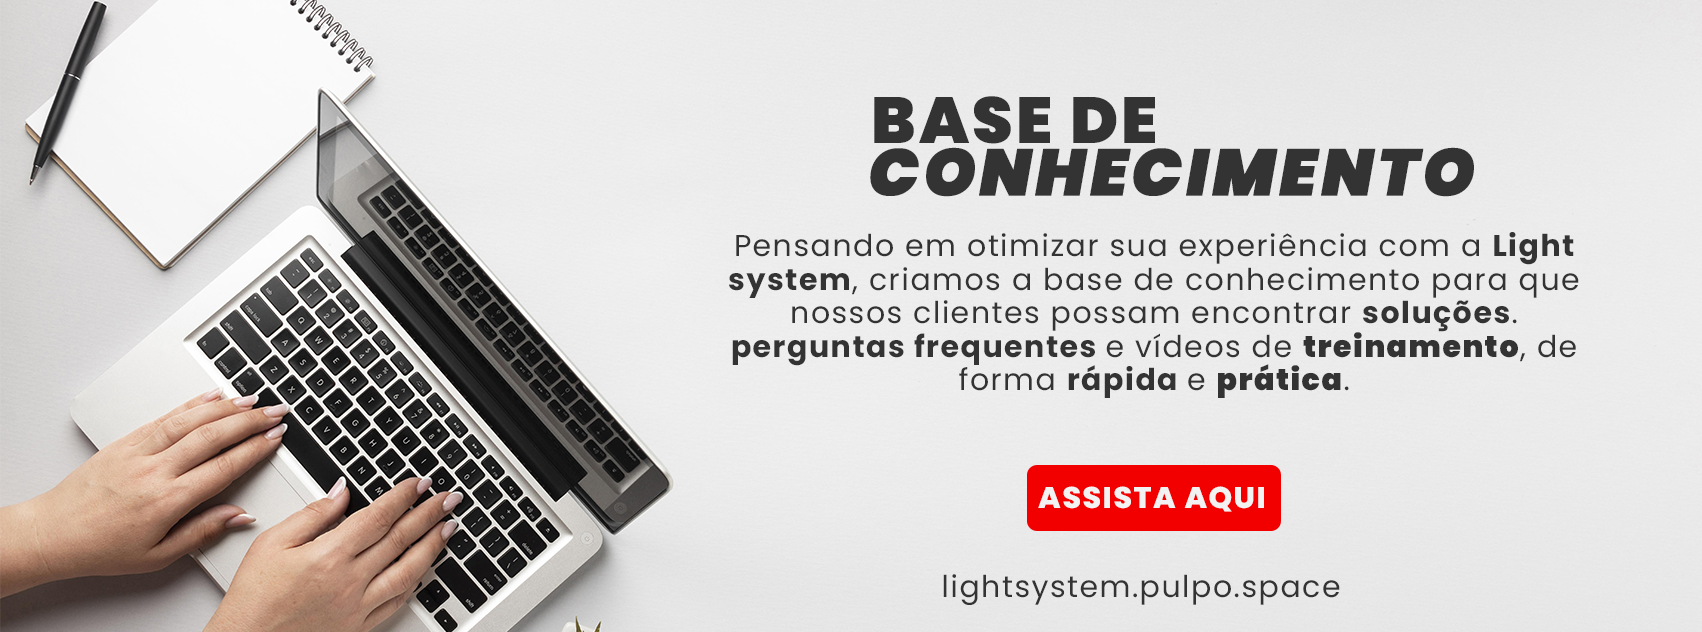 BASE DE
CONHECIMENTO
Pensando em otimizar sua experiência com a Light
system, criamos a base de conhecimento para que
nossos clientes possam encontrar soluções.
perguntas frequentes e vídeos de treinamento, de
forma rápida e prática.
ASSISTA AQUI
lightsystem.pulpo.space